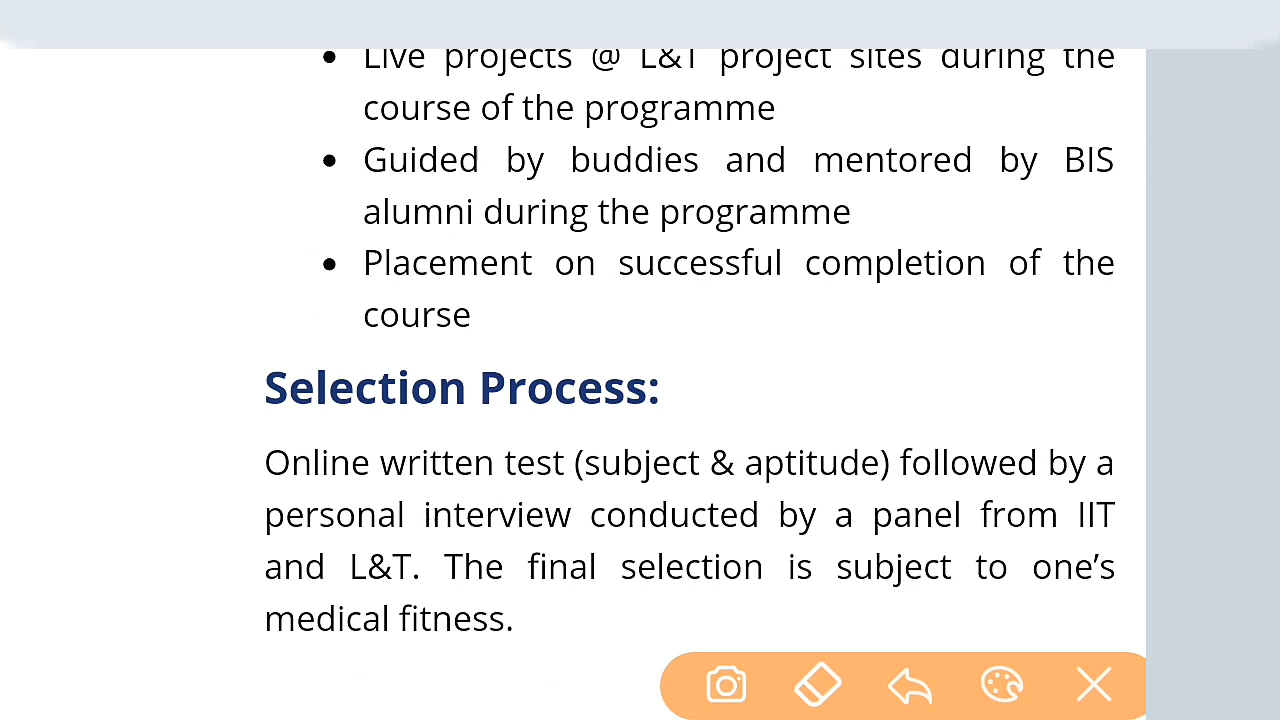 Live projects @ L&T project sites during the
course of the programme
Guided by buddies and mentored by BIS
alumni during the programme
Placement on successful completion of the
course
Selection Process:
Online written test (subject & aptitude) followed by a
personal interview conducted by a panel from IIT
and L&T. The final selection is subject to one’s
medical fitness.